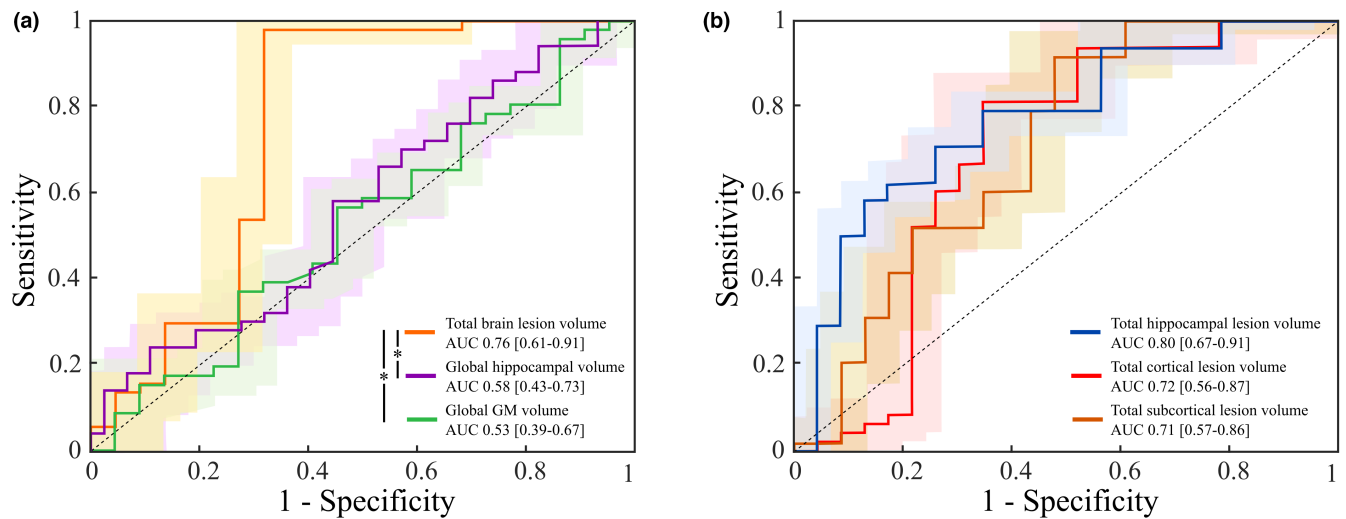 (a)
1
0.8
0.6
0.4
0.2
0
Sensitivity
0
0.2
0.4
0.6
0.8
1
1 - Specificity
*
*
Total brain lesion volume
AUC 0.76 [0.61-0.91]
Global hippocampal volume
AUC 0.58 [0.43-0.73]
Global GM volume
AUC 0.53 [0.39-0.67]
(b)
1
0.8
0.6
0.4
0.2
0
Sensitivity
0
0.2
0.4
0.6
0.8
1
1 - Specificity
Total hippocampal lesion volume
AUC 0.80 [0.67-0.91]
Total cortical lesion volume
AUC 0.72 [0.56-0.87]
Total subcortical lesion volume
AUC 0.71 [0.57-0.86]